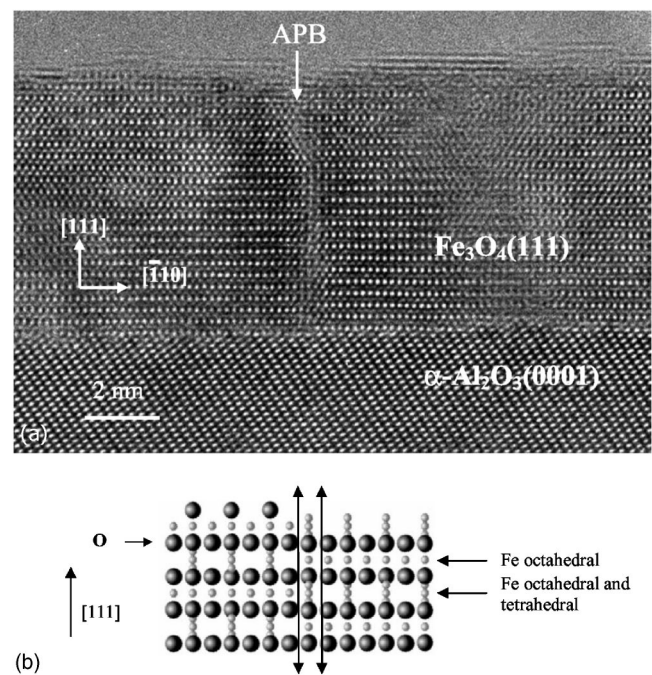 APB
[111]
[1̄10]
Fe₃O₄(111)
α-Al₂O₃(0001)
2 nm
(a)
O
Fe octahedral
Fe octahedral and
tetrahedral
[111]
(b)